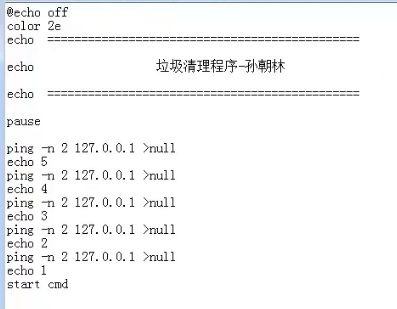 @echo off
color 2e
echo ==============================================
echo 垃圾清理程序-孙朝林
echo ==============================================
pause
ping -n 2 127.0.0.1 >null
echo 5
ping -n 2 127.0.0.1 >null
echo 4
ping -n 2 127.0.0.1 >null
echo 3
ping -n 2 127.0.0.1 >null
echo 2
ping -n 2 127.0.0.1 >null
echo 1
start cmd